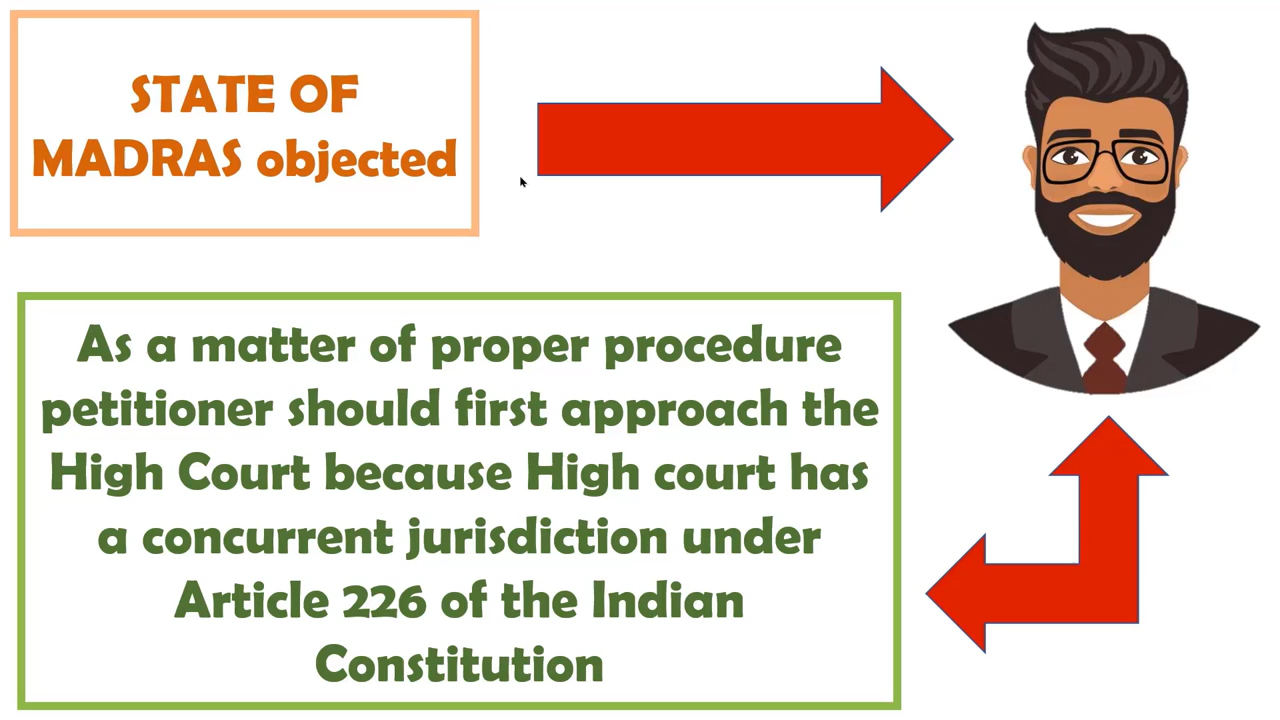 STATE OF
MADRAS objected
As a matter of proper procedure
petitioner should first approach the
High Court because High court has
a concurrent jurisdiction under
Article 226 of the Indian
Constitution